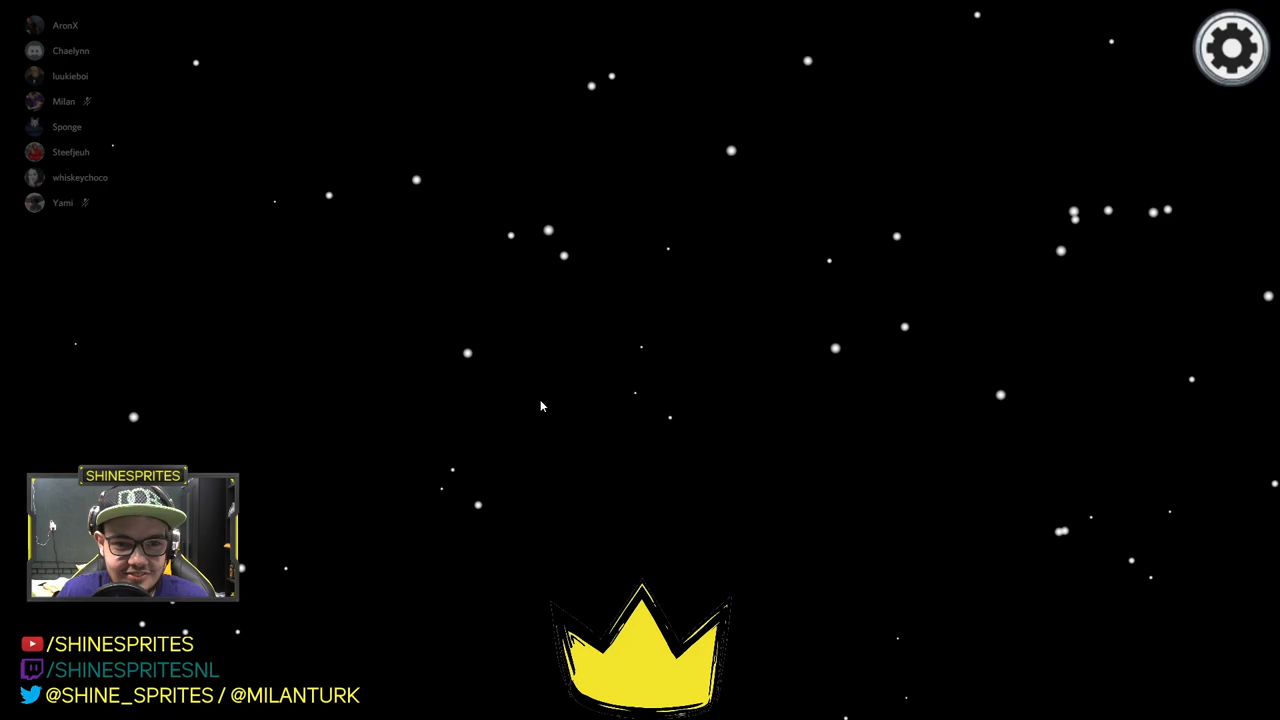 AronX
Chaelynn
luukieboi
Milan
Sponge
Steefjeuh
whiskeychoco
Yami
SHINESPRITES
/SHINESPRITES
/SHINESPRITESNL
@SHINE_SPRITES / @MILANTURK